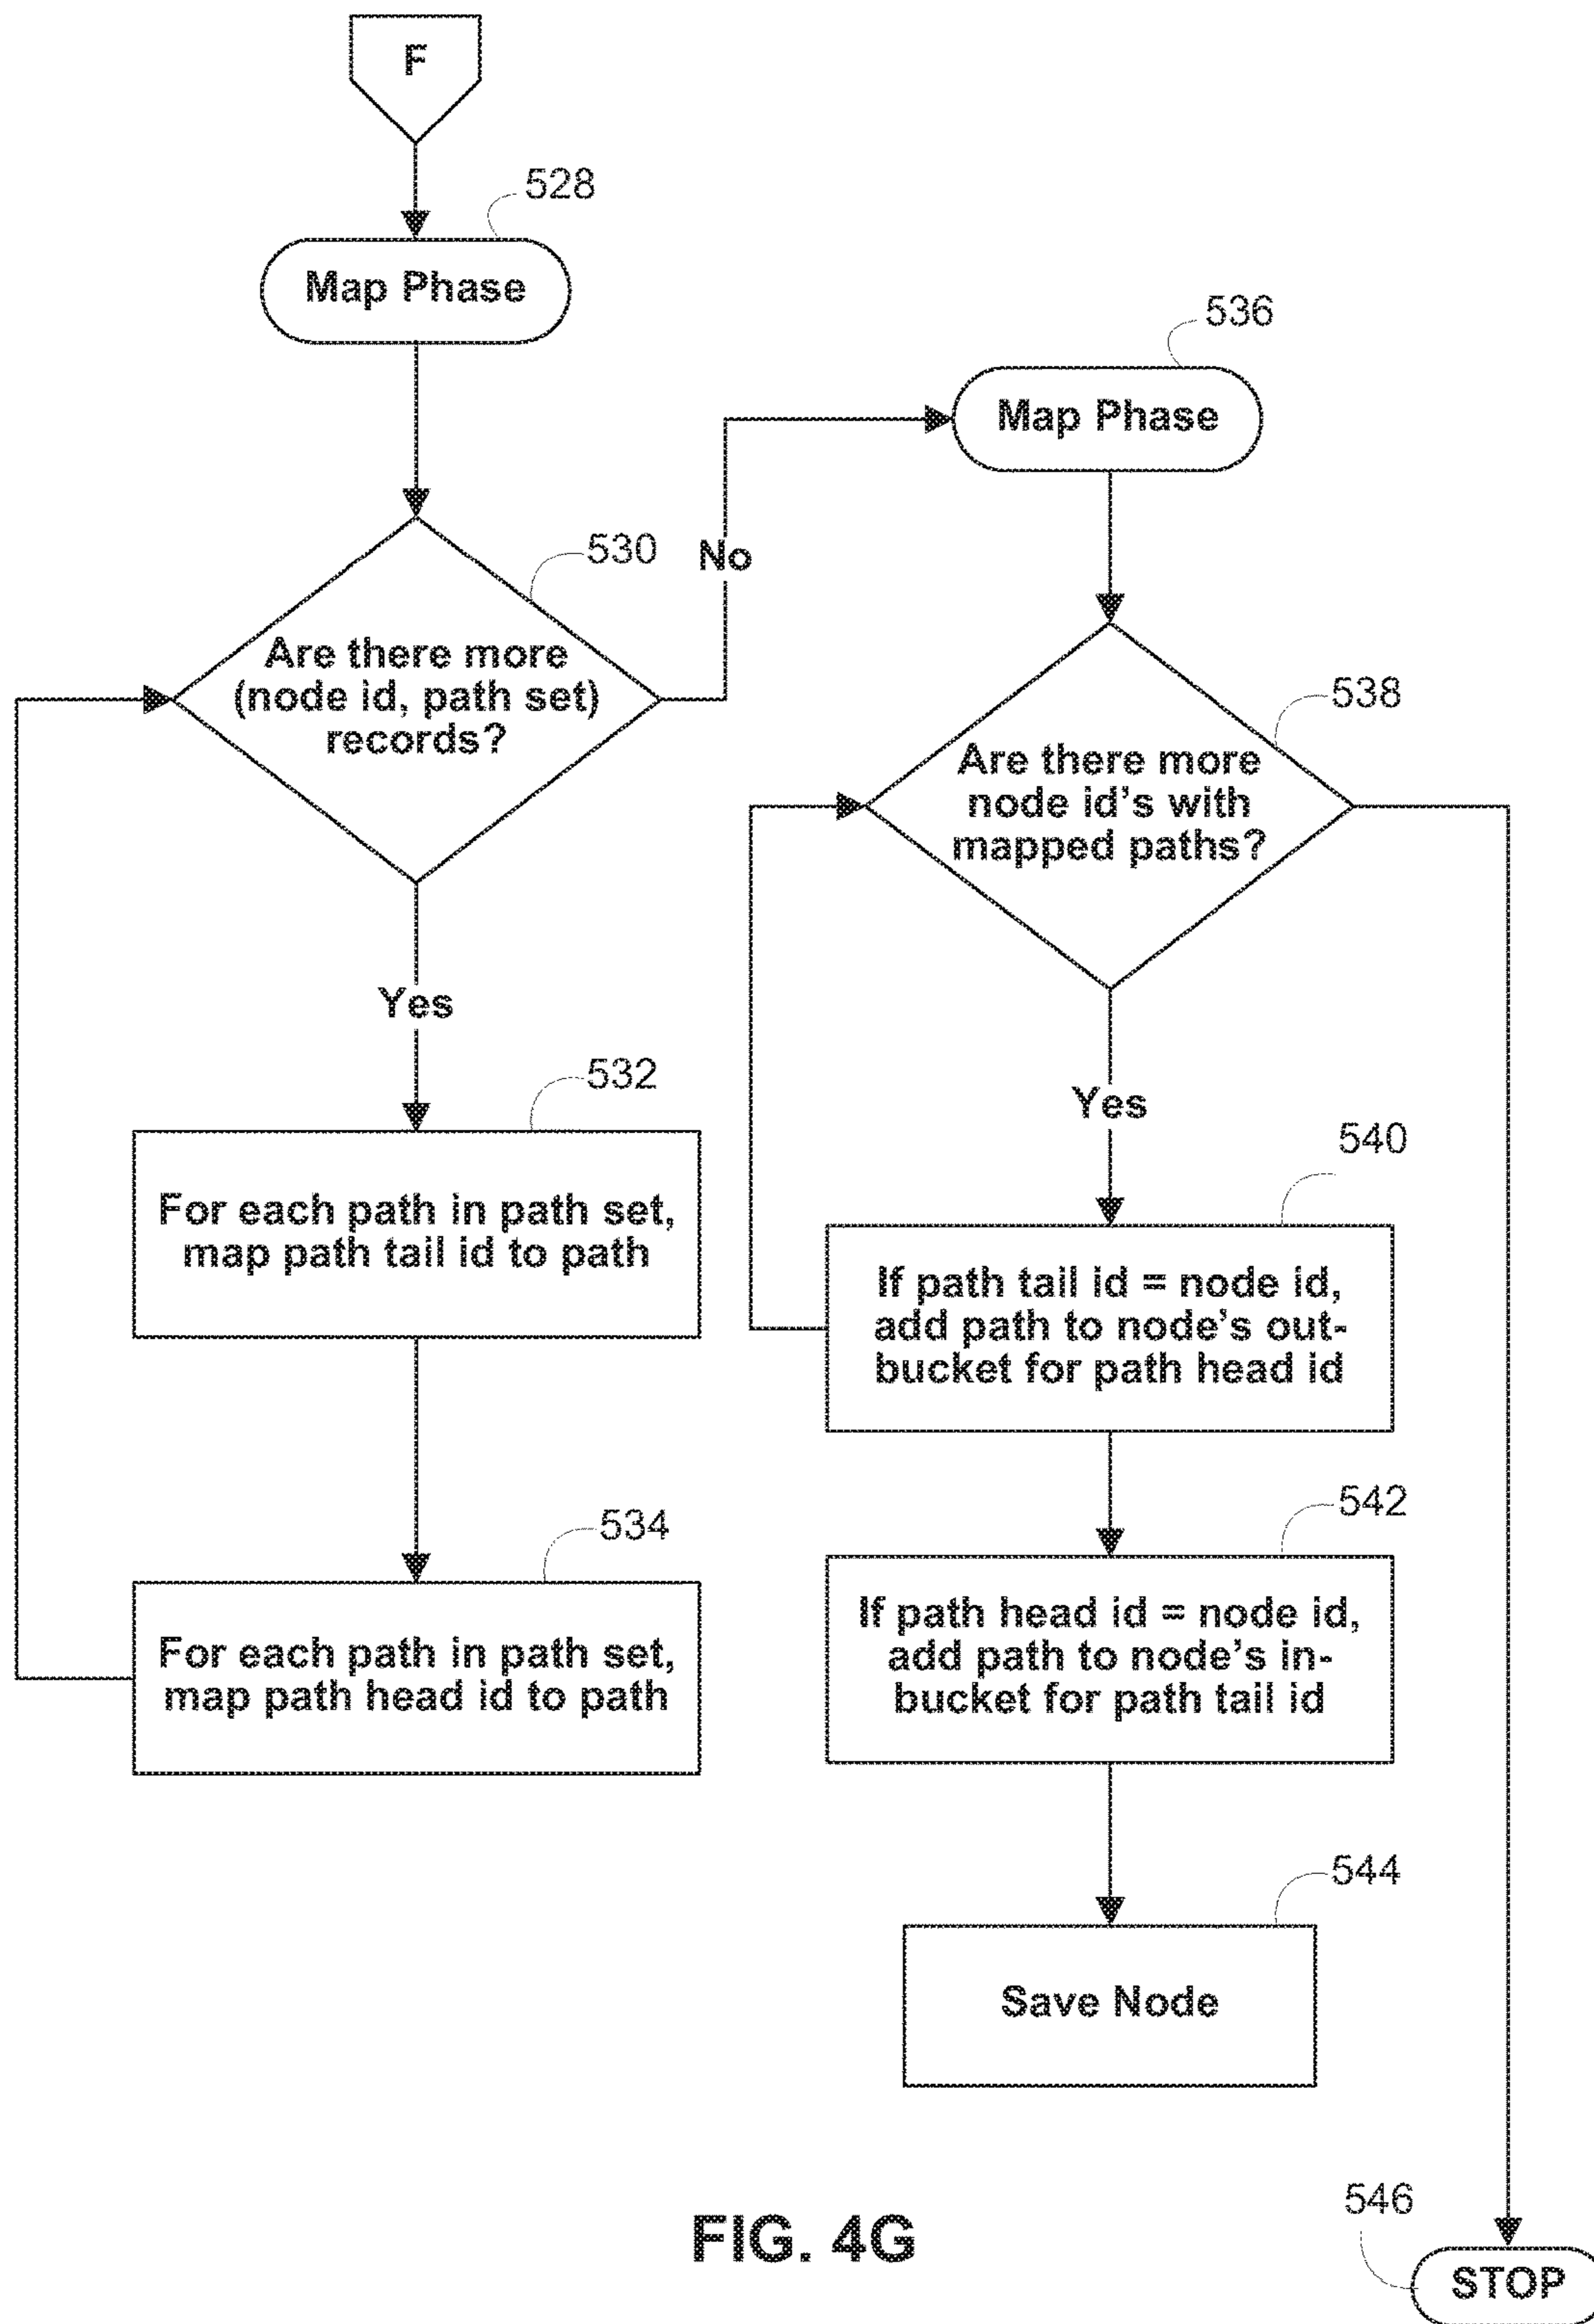 F
528
Map Phase
530
Are there more
(node id, path set)
records?
No
Yes
532
For each path in path set,
map path tail id to path
534
For each path in path set,
map path head id to path
536
Map Phase
538
Are there more
node id's with
mapped paths?
Yes
540
If path tail id = node id,
add path to node's out-
bucket for path head id
542
If path head id = node id,
add path to node's in-
bucket for path tail id
544
Save Node
546
STOP
FIG. 4G